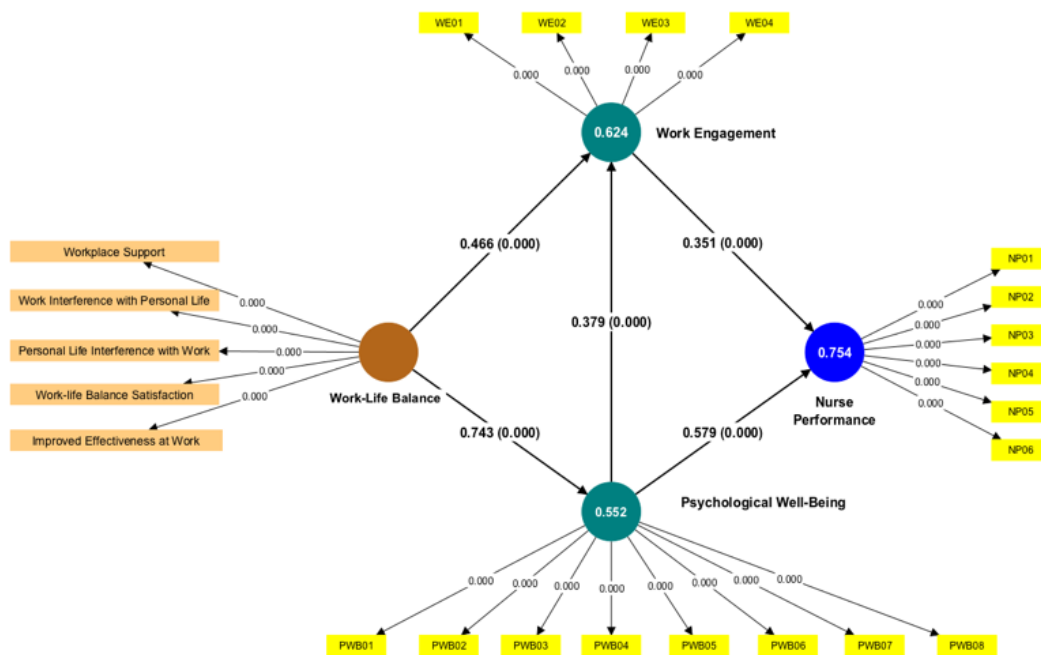 WE01 WE02 WE03 WE04
0.000 0.000 0.000 0.000
0.624 Work Engagement
0.466 (0.000) 0.351 (0.000)
Workplace Support
Work Interference with Personal Life
Personal Life Interference with Work
Work-life Balance Satisfaction
Improved Effectiveness at Work
0.000
0.000
0.000
0.000
0.000
Work-Life Balance
0.379 (0.000)
0.754
Nurse
Performance
0.000
0.000
0.000
0.000
0.000
0.000
NP01
NP02
NP03
NP04
NP05
NP06
0.743 (0.000) 0.579 (0.000)
0.552 Psychological Well-Being
0.000 0.000 0.000 0.000 0.000 0.000 0.000 0.000
PWB01 PWB02 PWB03 PWB04 PWB05 PWB06 PWB07 PWB08